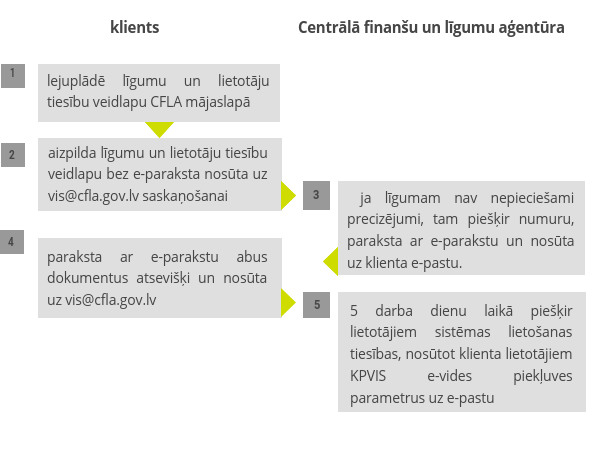 klients
Centrālā finanšu un līgumu aģentūra
1
lejuplādē līgumu un lietotāju
tiesību veidlapu CFLA mājaslapā
2
aizpilda līgumu un lietotāju tiesību
veidlapu bez e-paraksta nosūta uz
vis@cfla.gov.lv saskaņošanai
3
ja līgumam nav nepieciešami
precizējumi, tam piešķir numuru,
paraksta ar e-parakstu un nosūta
uz klienta e-pastu.
4
paraksta ar e-parakstu abus
dokumentus atsevišķi un nosūta
uz vis@cfla.gov.lv
5
5 darba dienu laikā piešķir
lietotājiem sistēmas lietošanas
tiesības, nosūtot klienta lietotājiem
KPVIS e-vides piekļuves
parametrus uz e-pastu